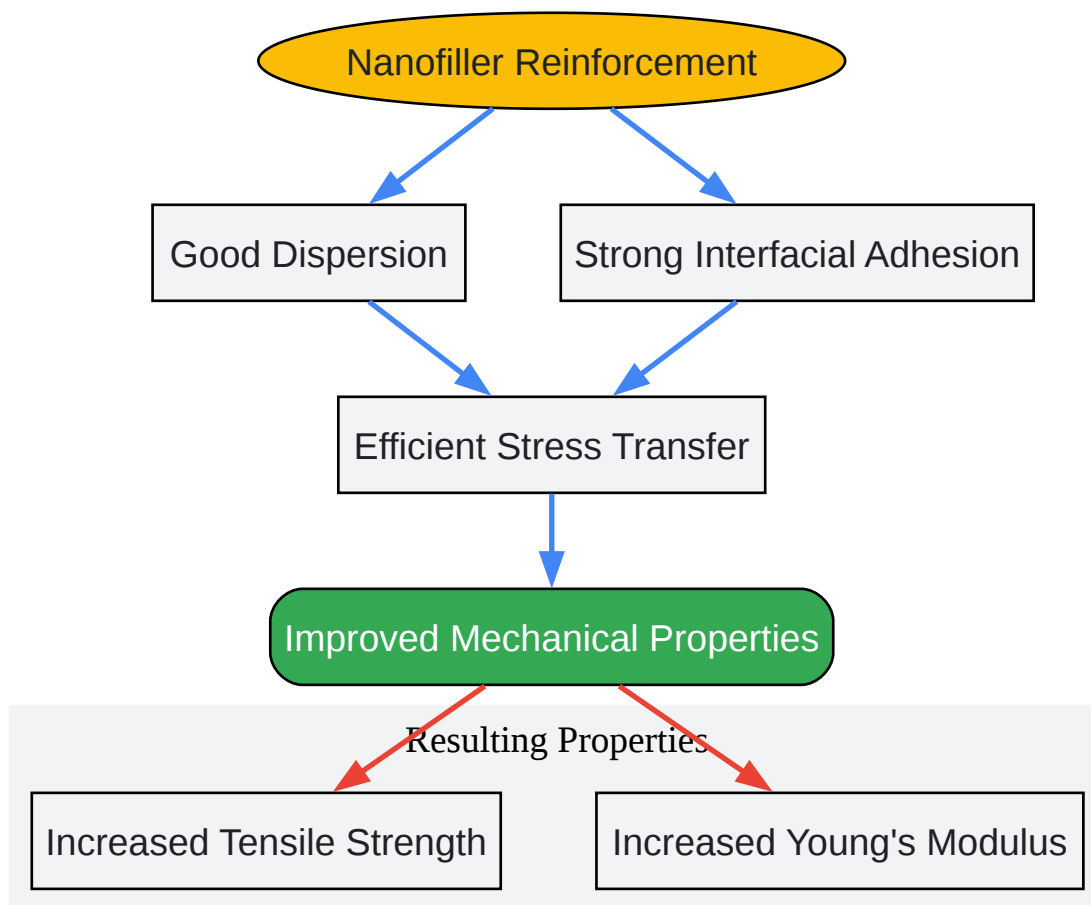 Nanofiller Reinforcement
Good Dispersion
Strong Interfacial Adhesion
Efficient Stress Transfer
Improved Mechanical Properties
Resulting Properties
Increased Tensile Strength
Increased Young's Modulus